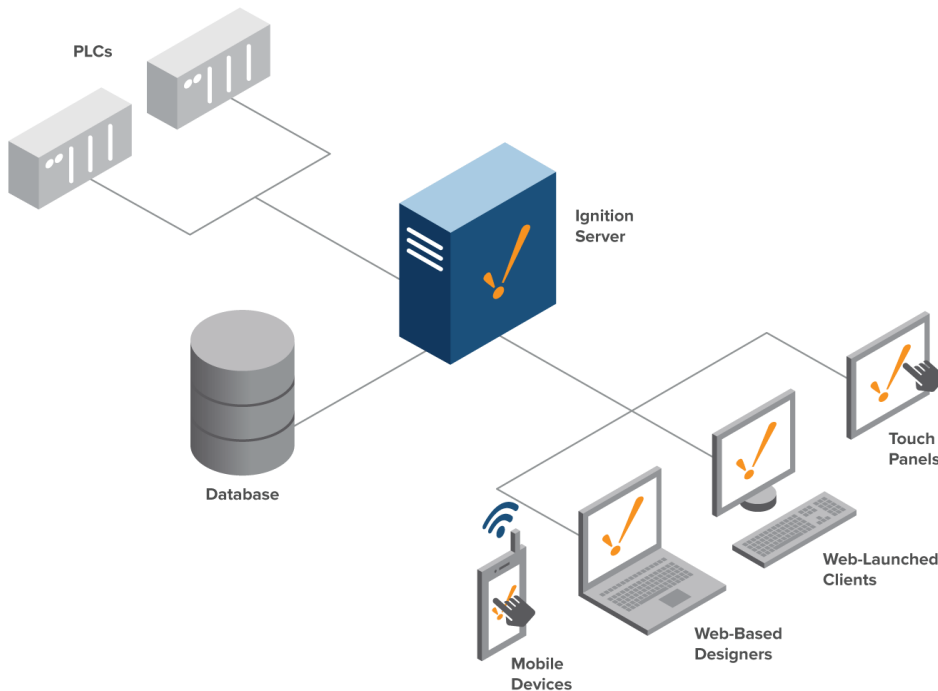 PLCs
Ignition
Server
Database
Touch
Panels
Web-Launched
Clients
Web-Based
Designers
Mobile
Devices